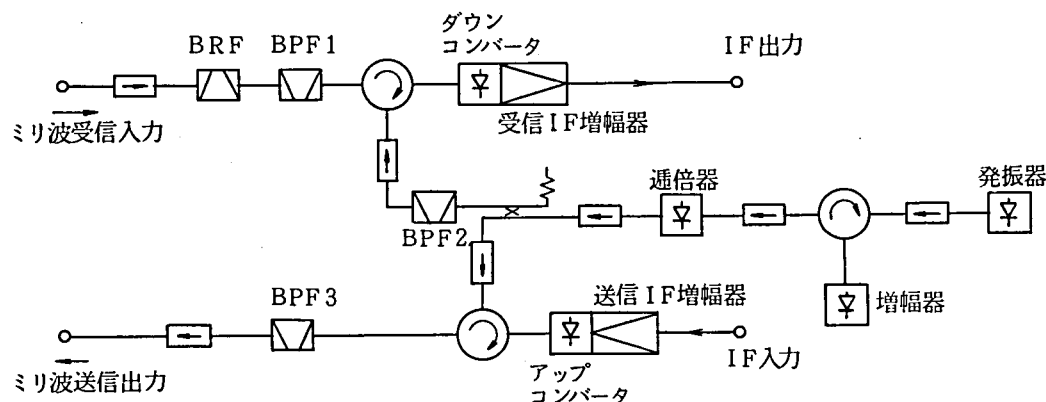 ダウン
コンバータ
BRF
BPF1
IF出力
ミリ波受信入力
受信IF増幅器
逓倍器
発振器
BPF2
BPF3
送信IF増幅器
増幅器
ミリ波送信出力
アップ
コンバータ
IF入力